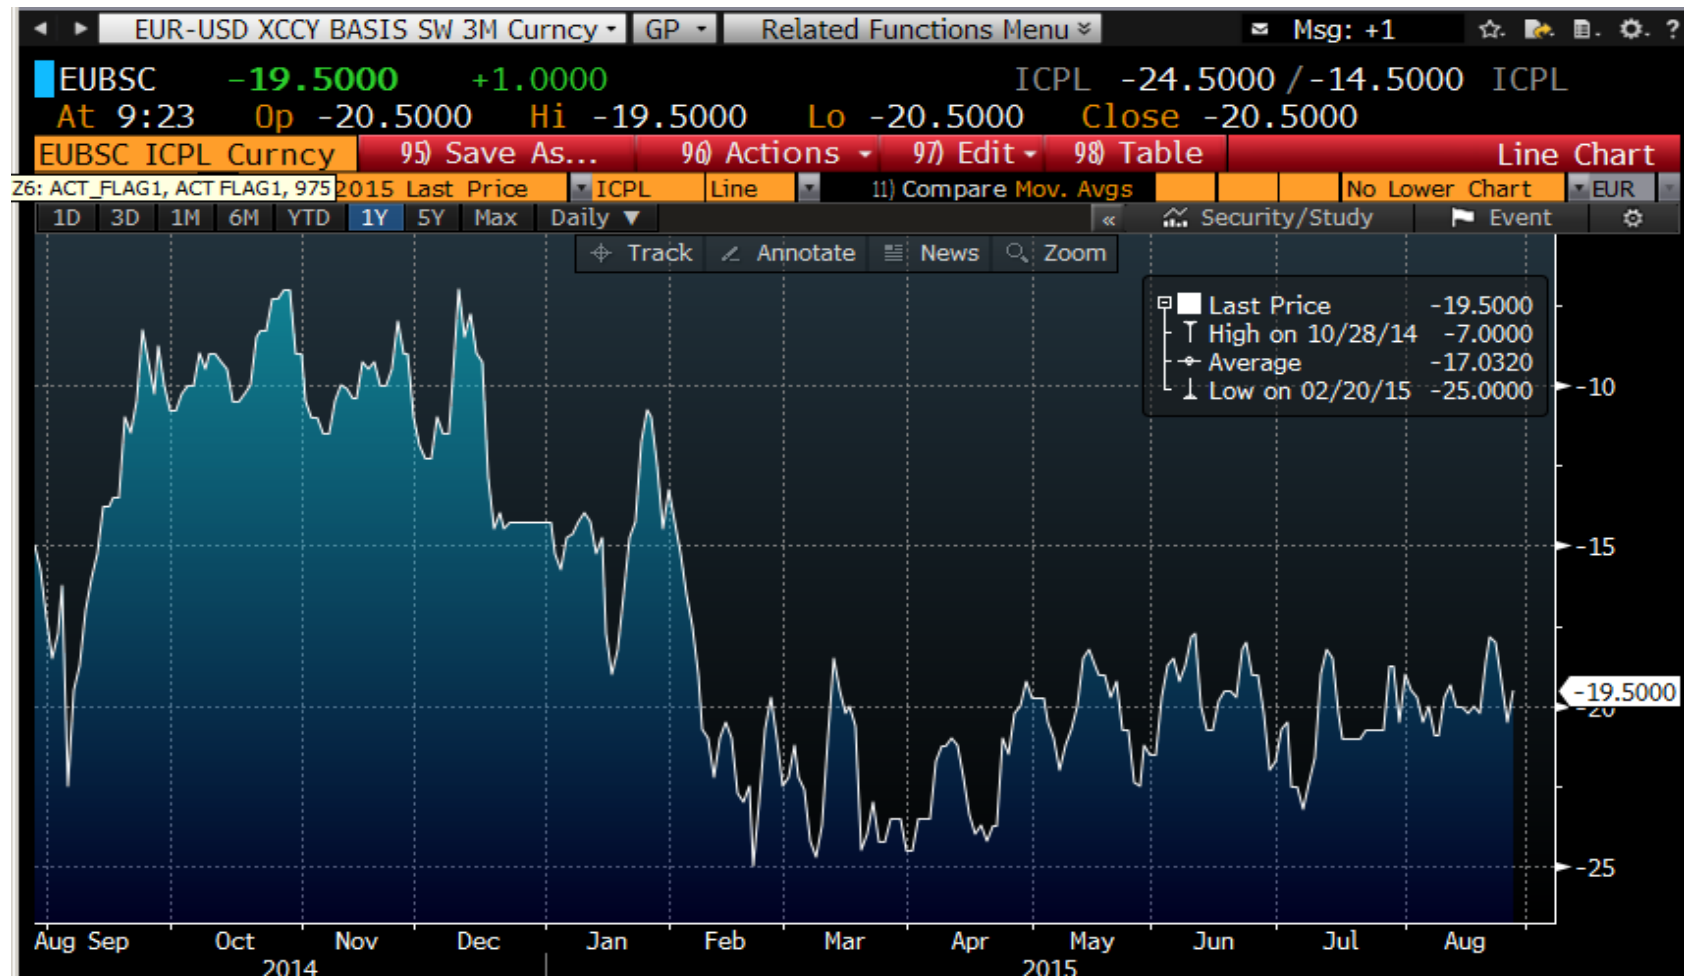 EUR-USD XCCY BASIS SW 3M Curncy GP Related Functions Menu Msg: +1 ?
EUBSC -19.5000 +1.0000 ICPL -24.5000 /-14.5000 ICPL
At 9:23 Op -20.5000 Hi -19.5000 Lo -20.5000 Close -20.5000
EUBSC ICPL Curncy 95) Save As... 96) Actions 97) Edit 98) Table Line Chart
Z6: ACT_FLAG1, ACT FLAG1, 975 2015 Last Price ICPL Line 11) Compare Mov. Avgs No Lower Chart EUR
1D 3D 1M 6M YTD 1Y 5Y Max Daily ▼ « Security/Study Event
Track Annotate News Zoom
Last Price -19.5000
High on 10/28/14 -7.0000
Average -17.0320
Low on 02/20/15 -25.0000
-10
-15
-19.5000
-20
-25
Aug Sep Oct Nov Dec Jan Feb Mar Apr May Jun Jul Aug
2014 2015